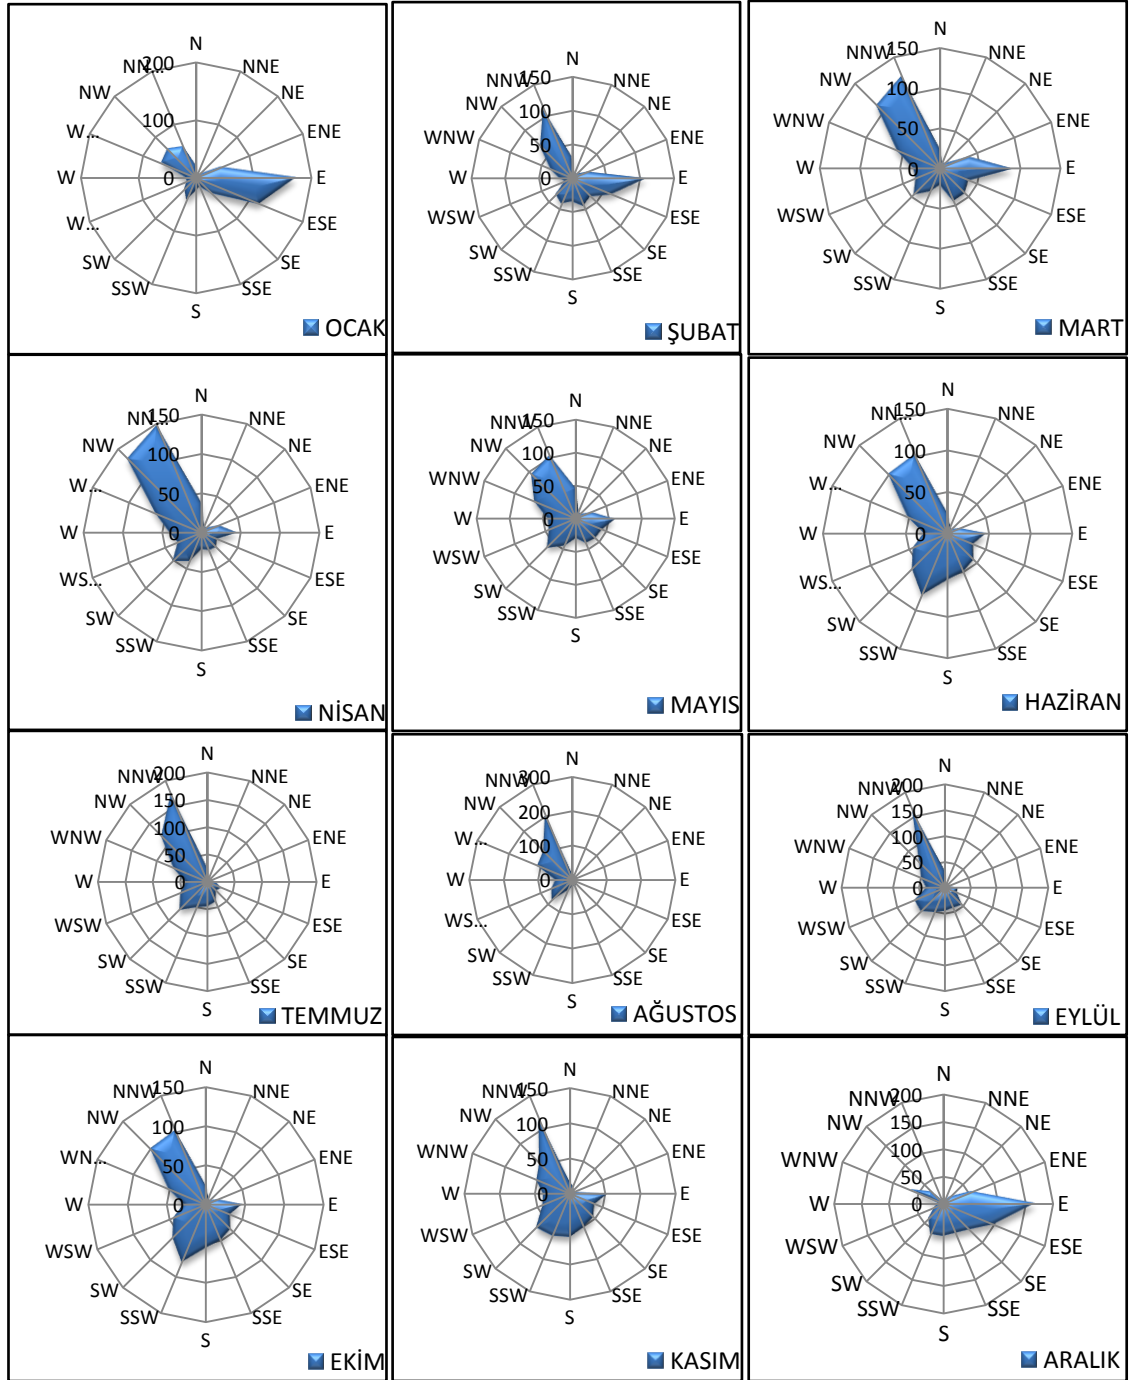 N
NN... 200 NNE
NW NE
W... 100 ENE
W 0 E
W... ESE
SW SE
SSW SSE
S
OCAK
N
NNW 150 NNE
NW 100 NE
WNW 50 ENE
W 0 E
WSW ESE
SW SE
SSW SSE
S
ŞUBAT
N
NNW 150 NNE
NW 100 NE
WNW 50 ENE
W 0 E
WSW ESE
SW SE
SSW SSE
S
MART
N
NN... 150 NNE
NW 100 NE
W... 50 ENE
W 0 E
WS... ESE
SW SE
SSW SSE
S
NİSAN
N
NNW 150 NNE
NW 100 NE
WNW 50 ENE
W 0 E
WSW ESE
SW SE
SSW SSE
S
MAYIS
N
NN... 150 NNE
NW 100 NE
W... 50 ENE
W 0 E
WS... ESE
SW SE
SSW SSE
S
HAZİRAN
N
NNW 200 NNE
NW 150 NE
WNW 100 ENE
50
W 0 E
WSW ESE
SW SE
SSW SSE
S
TEMMUZ
N
NNW 300 NNE
NW 200 NE
W... 100 ENE
W 0 E
WS... ESE
SW SE
SSW SSE
S
AĞUSTOS
N
NNW 200 NNE
NW 150 NE
WNW 100 ENE
50
W 0 E
WSW ESE
SW SE
SSW SSE
S
EYLÜL
N
NNW 150 NNE
NW 100 NE
WN... 50 ENE
W 0 E
WSW ESE
SW SE
SSW SSE
S
EKİM
N
NNW 150 NNE
NW 100 NE
WNW 50 ENE
W 0 E
WSW ESE
SW SE
SSW SSE
S
KASIM
N
NNW 200 NNE
NW 150 NE
WNW 100 ENE
50
W 0 E
WSW ESE
SW SE
SSW SSE
S
ARALIK